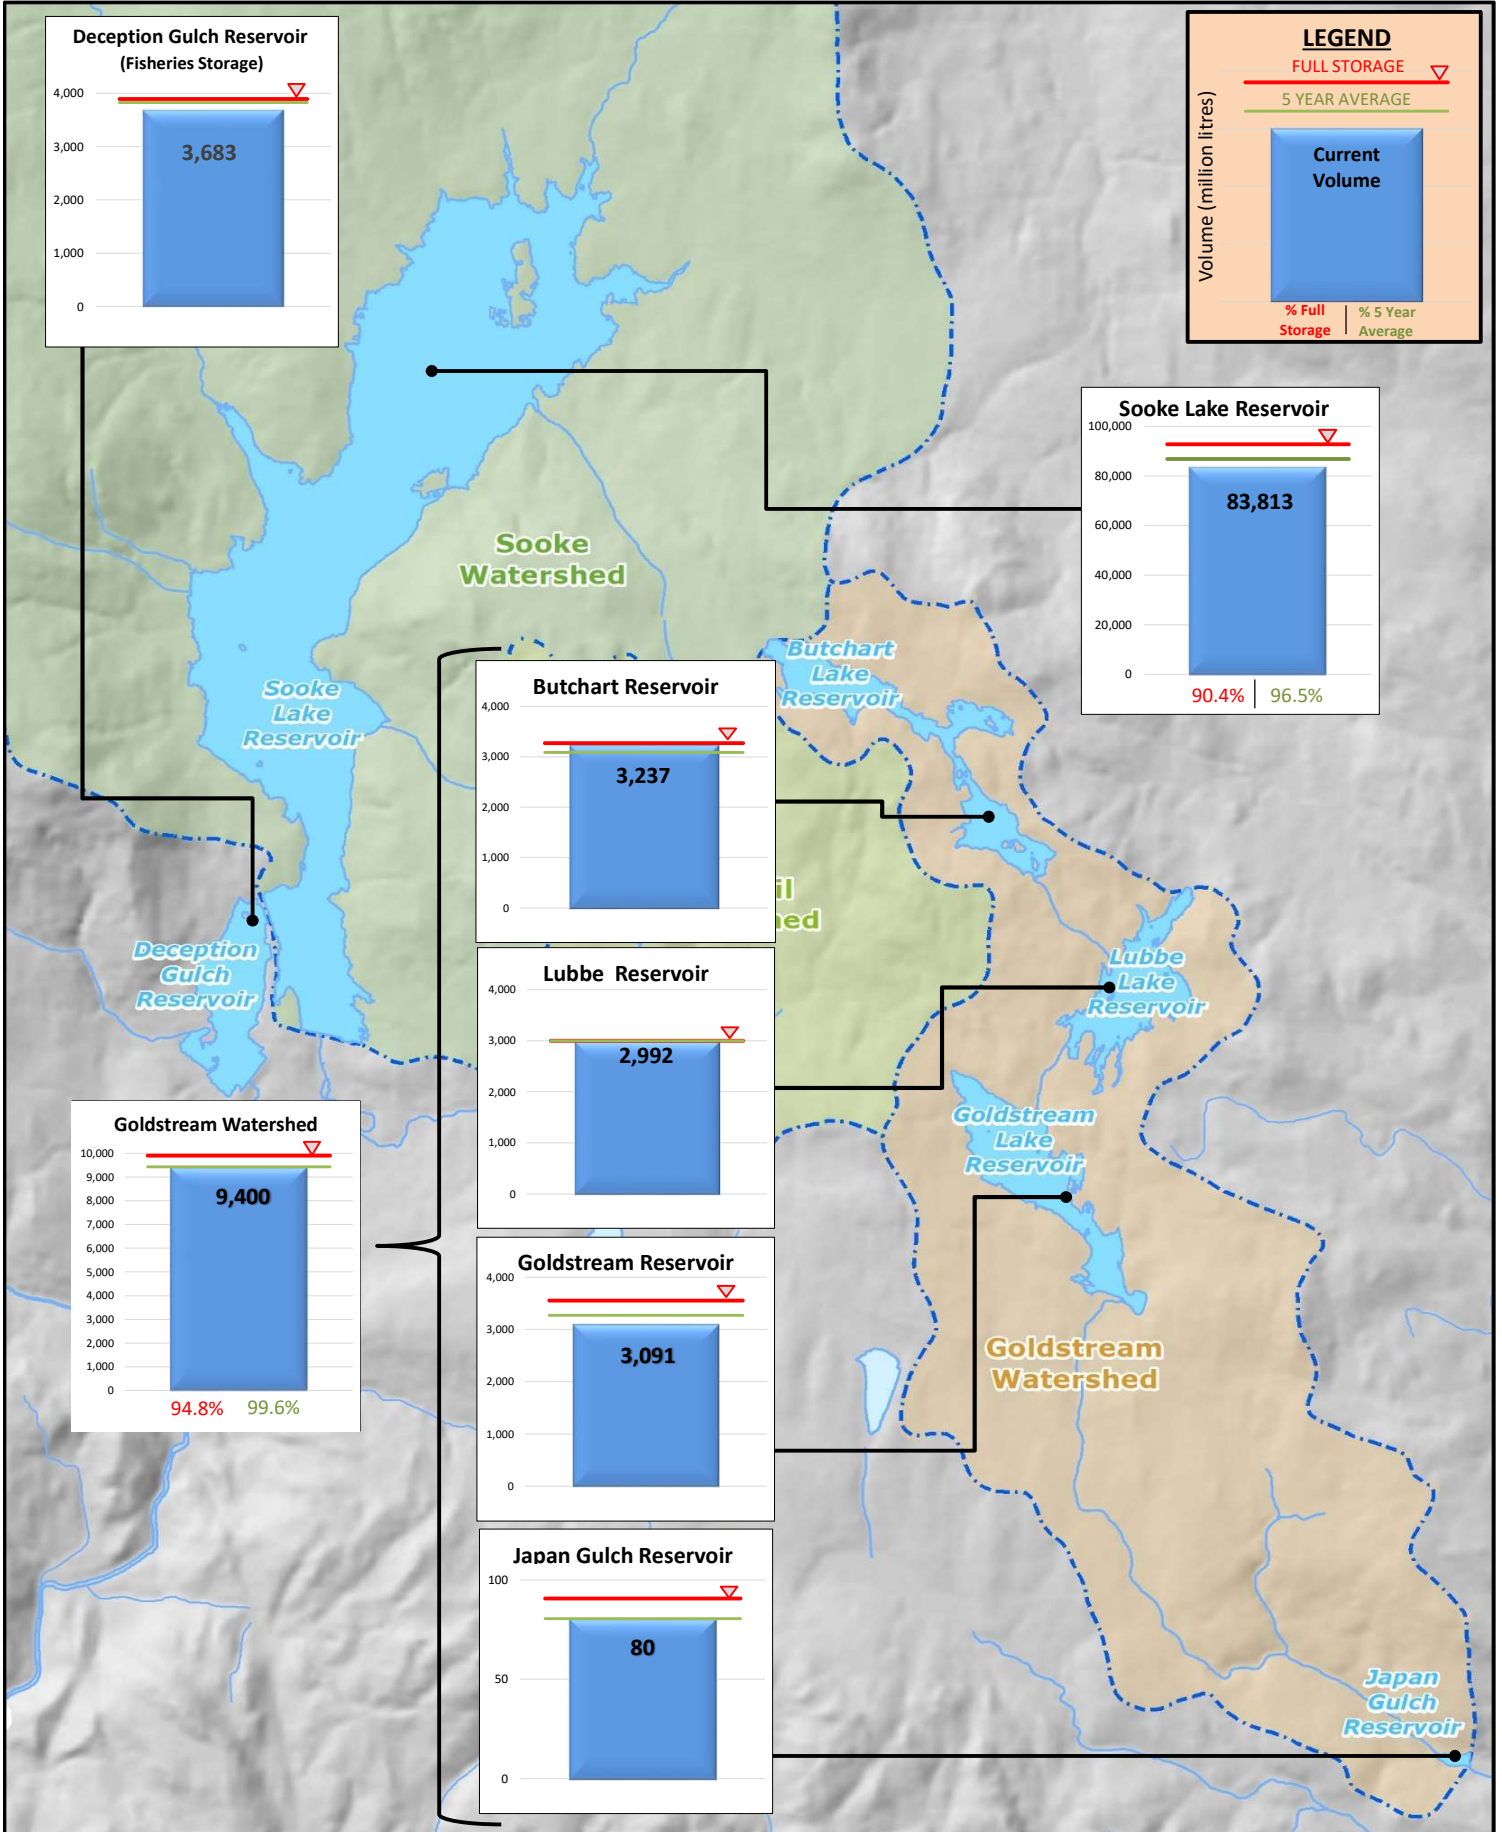 Deception Gulch Reservoir
(Fisheries Storage)
4,000
3,000
2,000
1,000
0
3,683
LEGEND
FULL STORAGE
5 YEAR AVERAGE
Current
Volume
Volume (million litres)
% Full
Storage
% 5 Year
Average
Sooke Lake Reservoir
100,000
80,000
60,000
40,000
20,000
0
83,813
90.4%
96.5%
Sooke
Watershed
Sooke
Lake
Reservoir
Butchart
Lake
Reservoir
Butchart Reservoir
4,000
3,000
2,000
1,000
0
3,237
il
ed
Deception
Gulch
Reservoir
Lubbe Reservoir
4,000
3,000
2,000
1,000
0
2,992
Lubbe
Lake
Reservoir
Goldstream
Lake
Reservoir
Goldstream Watershed
10,000
9,000
8,000
7,000
6,000
5,000
4,000
3,000
2,000
1,000
0
9,400
94.8%
99.6%
Goldstream Reservoir
4,000
3,000
2,000
1,000
0
3,091
Goldstream
Watershed
Japan Gulch Reservoir
100
50
0
80
Japan
Gulch
Reservoir